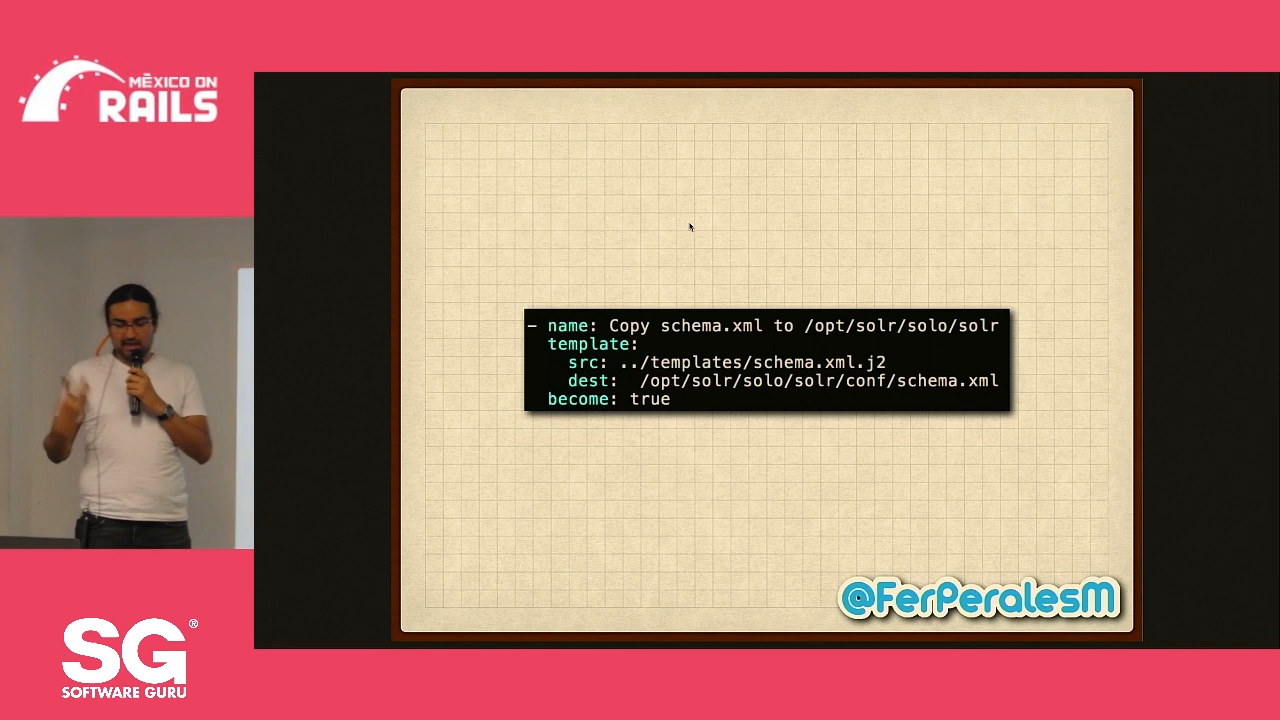 MÉXICO ON
RAILS
- name: Copy schema.xml to /opt/solr/solo/solr
template:
src: ../templates/schema.xml.j2
dest: /opt/solr/solo/solr/conf/schema.xml
become: true
@FerPeralesM
SG®
SOFTWARE GURU